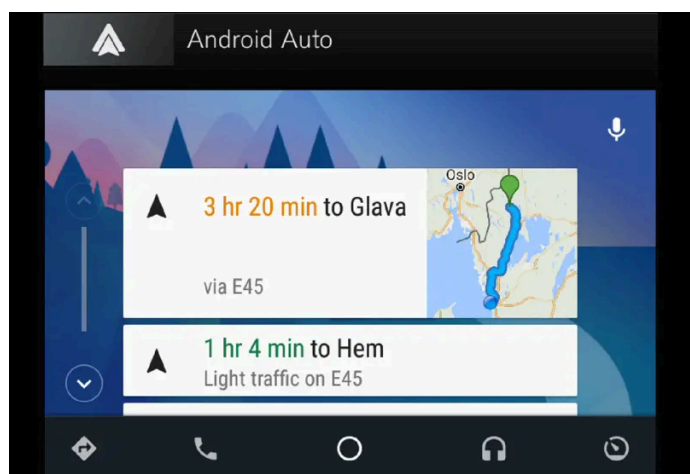 Android Auto
3 hr 20 min to Glava
via E45
Oslo
1 hr 4 min to Hem
Light traffic on E45